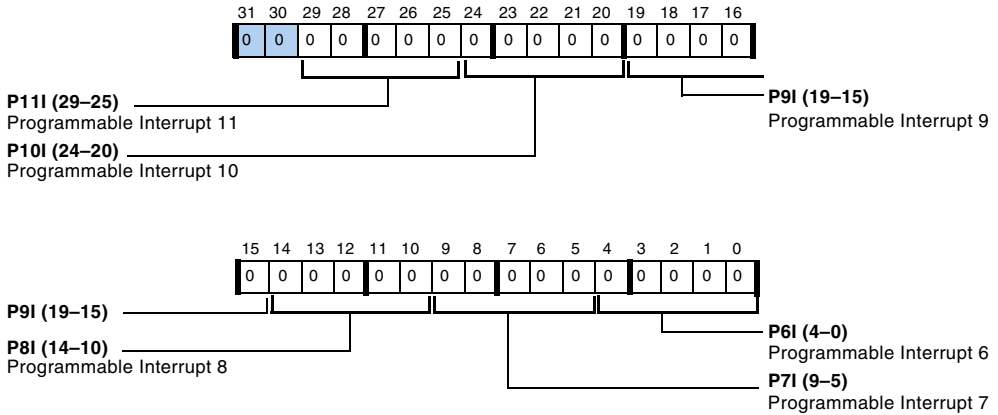 31 30 29 28 27 26 25 24 23 22 21 20 19 18 17 16
0 0 0 0 0 0 0 0 0 0 0 0 0 0 0 0
P11I (29–25)
Programmable Interrupt 11
P9I (19–15)
Programmable Interrupt 9
P10I (24–20)
Programmable Interrupt 10
15 14 13 12 11 10 9 8 7 6 5 4 3 2 1 0
0 0 0 0 0 0 0 0 0 0 0 0 0 0 0 0
P9I (19–15)
P8I (14–10)
Programmable Interrupt 8
P6I (4–0)
Programmable Interrupt 6
P7I (9–5)
Programmable Interrupt 7